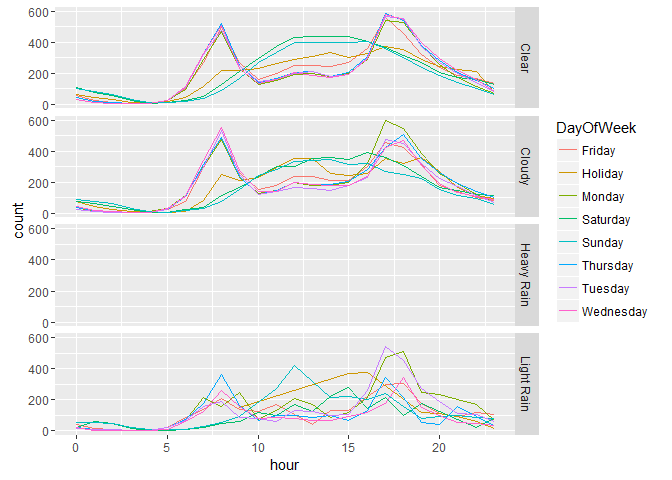 600
400
200
0
Clear
600
400
200
0
Cloudy
600
400
200
0
Heavy Rain
600
400
200
0
Light Rain
0
5
10
15
20
hour
count
DayOfWeek
Friday
Holiday
Monday
Saturday
Sunday
Thursday
Tuesday
Wednesday